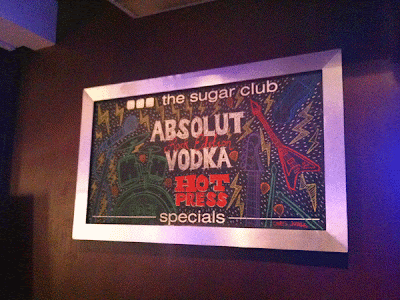 the sugar club
ABSOLUT
VODKA
HOT
PRESS
specials